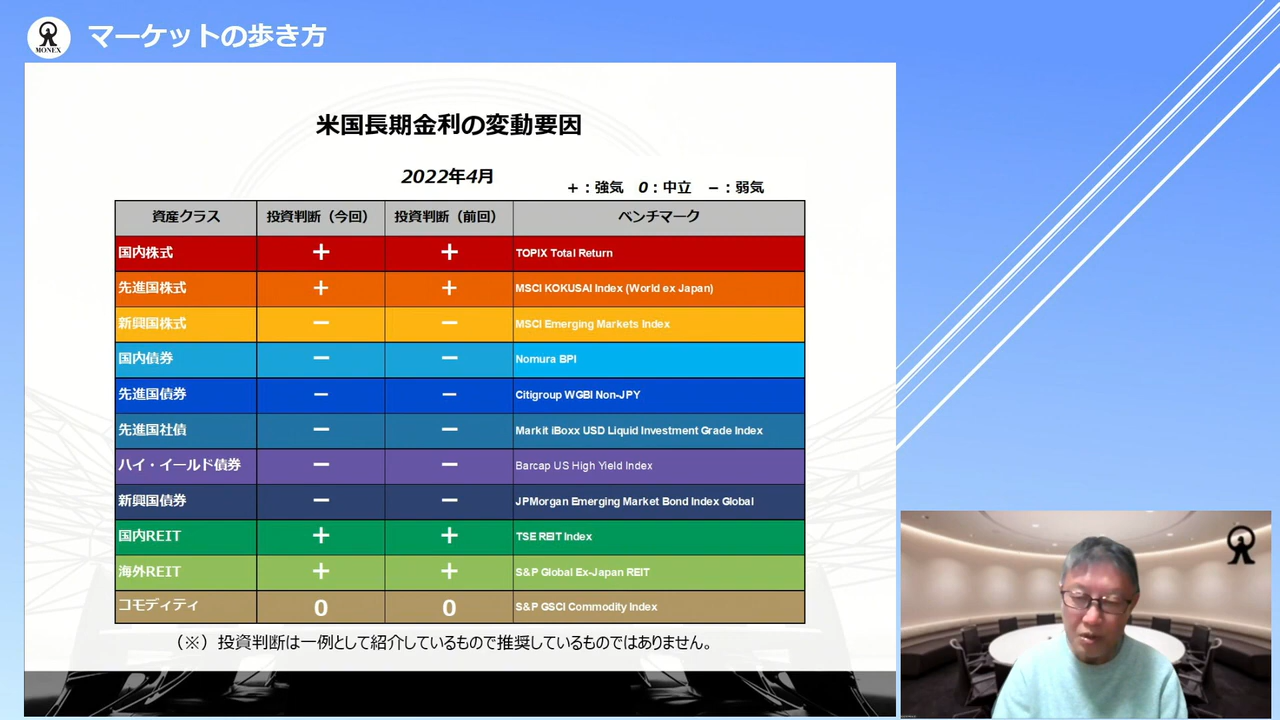 MONEX
マーケットの歩き方
米国長期金利の変動要因
2022年4月
+：強気 0：中立 −：弱気
資産クラス 投資判断（今回） 投資判断（前回） ベンチマーク
国内株式 + + TOPIX Total Return
先進国株式 + + MSCI KOKUSAI Index (World ex Japan)
新興国株式 − − MSCI Emerging Markets Index
国内債券 − − Nomura BPI
先進国債券 − − Citigroup WGBI Non-JPY
先進国社債 − − Markit iBoxx USD Liquid Investment Grade Index
ハイ・イールド債券 − − Barcap US High Yield Index
新興国債券 − − JPMorgan Emerging Market Bond Index Global
国内REIT + + TSE REIT Index
海外REIT + + S&P Global Ex-Japan REIT
コモディティ 0 0 S&P GSCI Commodity Index
（※）投資判断は一例として紹介しているもので推奨しているものではありません。